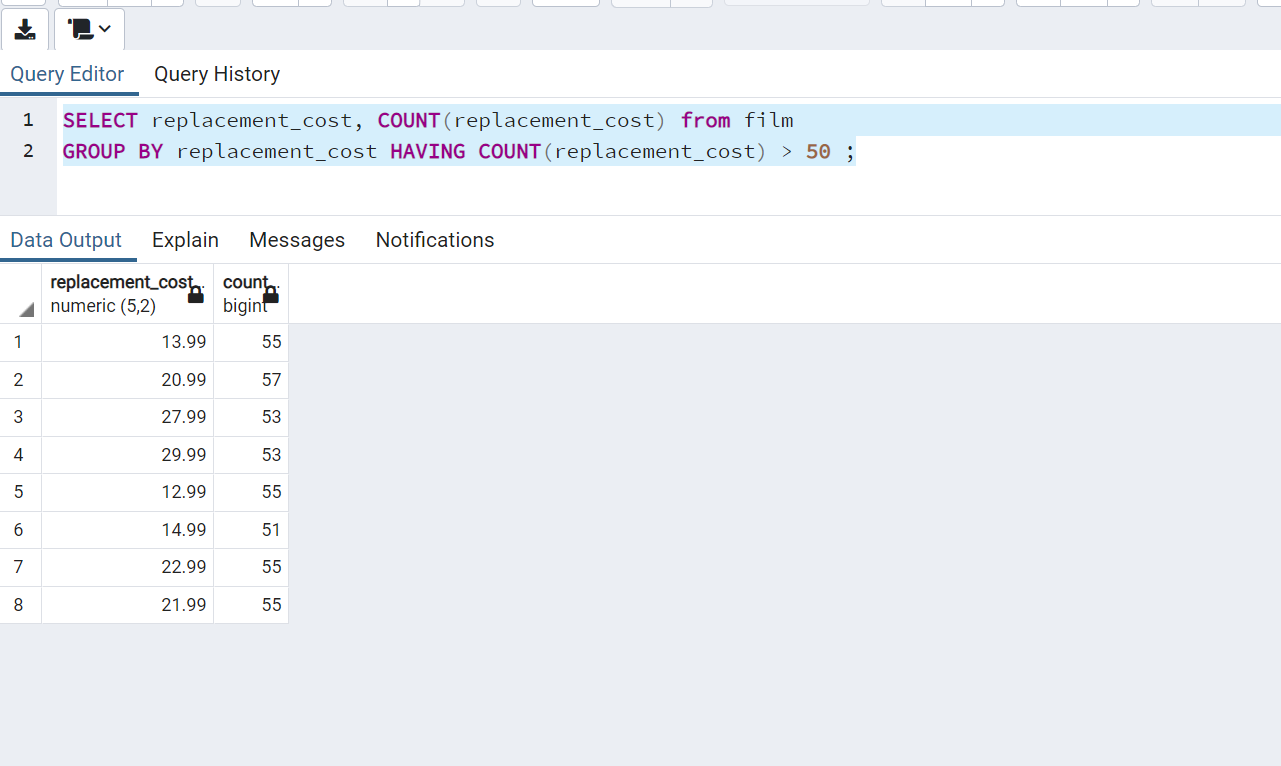 Query Editor Query History
1 SELECT replacement_cost, COUNT(replacement_cost) from film
2 GROUP BY replacement_cost HAVING COUNT(replacement_cost) > 50 ;
Data Output Explain Messages Notifications
replacement_cost.. count..
numeric (5,2) bigint
1 13.99 55
2 20.99 57
3 27.99 53
4 29.99 53
5 12.99 55
6 14.99 51
7 22.99 55
8 21.99 55